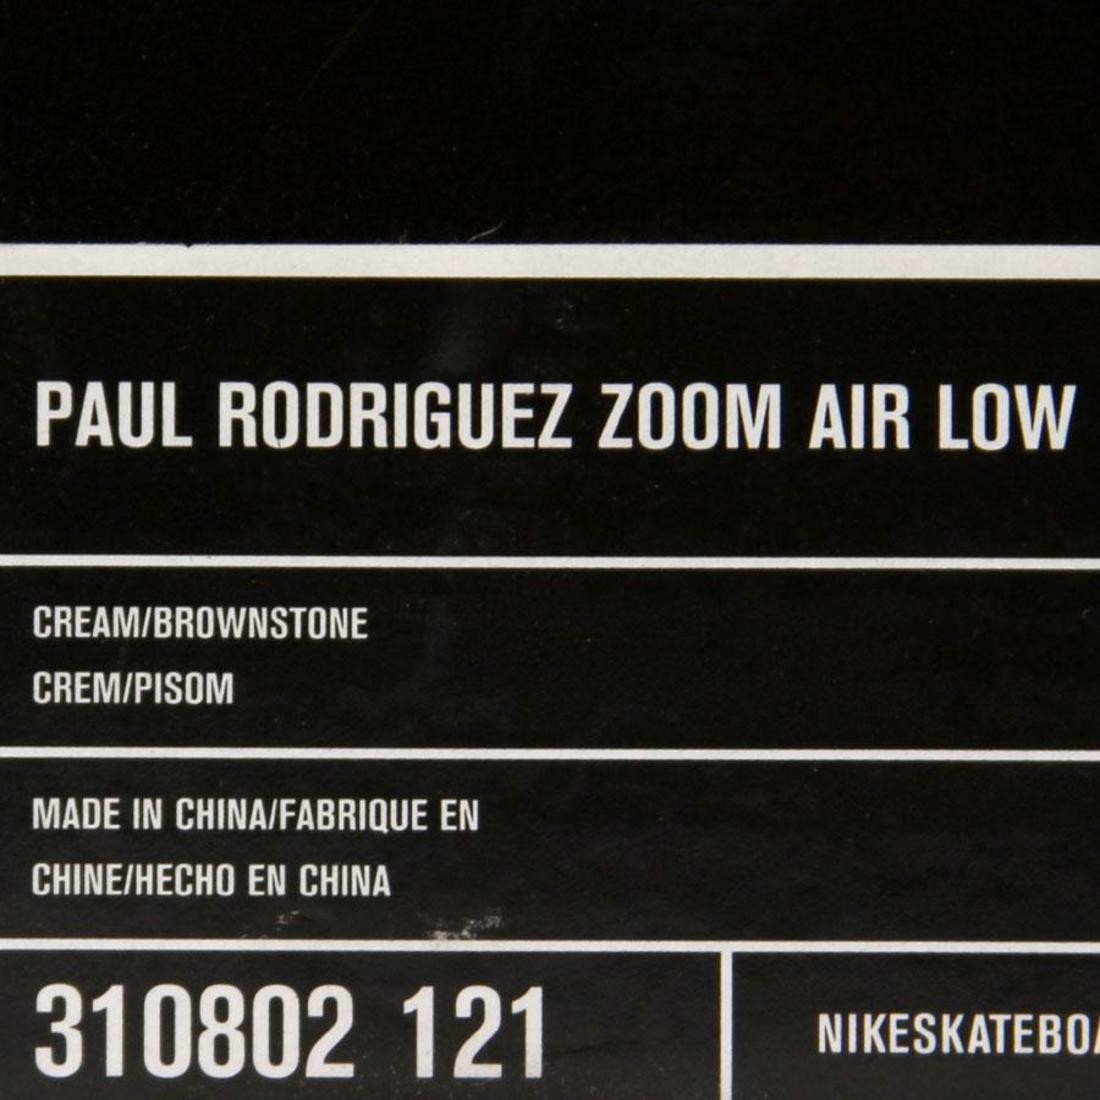 PAUL RODRIGUEZ ZOOM AIR LOW
CREAM/BROWNSTONE
CREM/PISOM
MADE IN CHINA/FABRIQUE EN
CHINE/HECHO EN CHINA
310802 121
NIKESKATEBOA